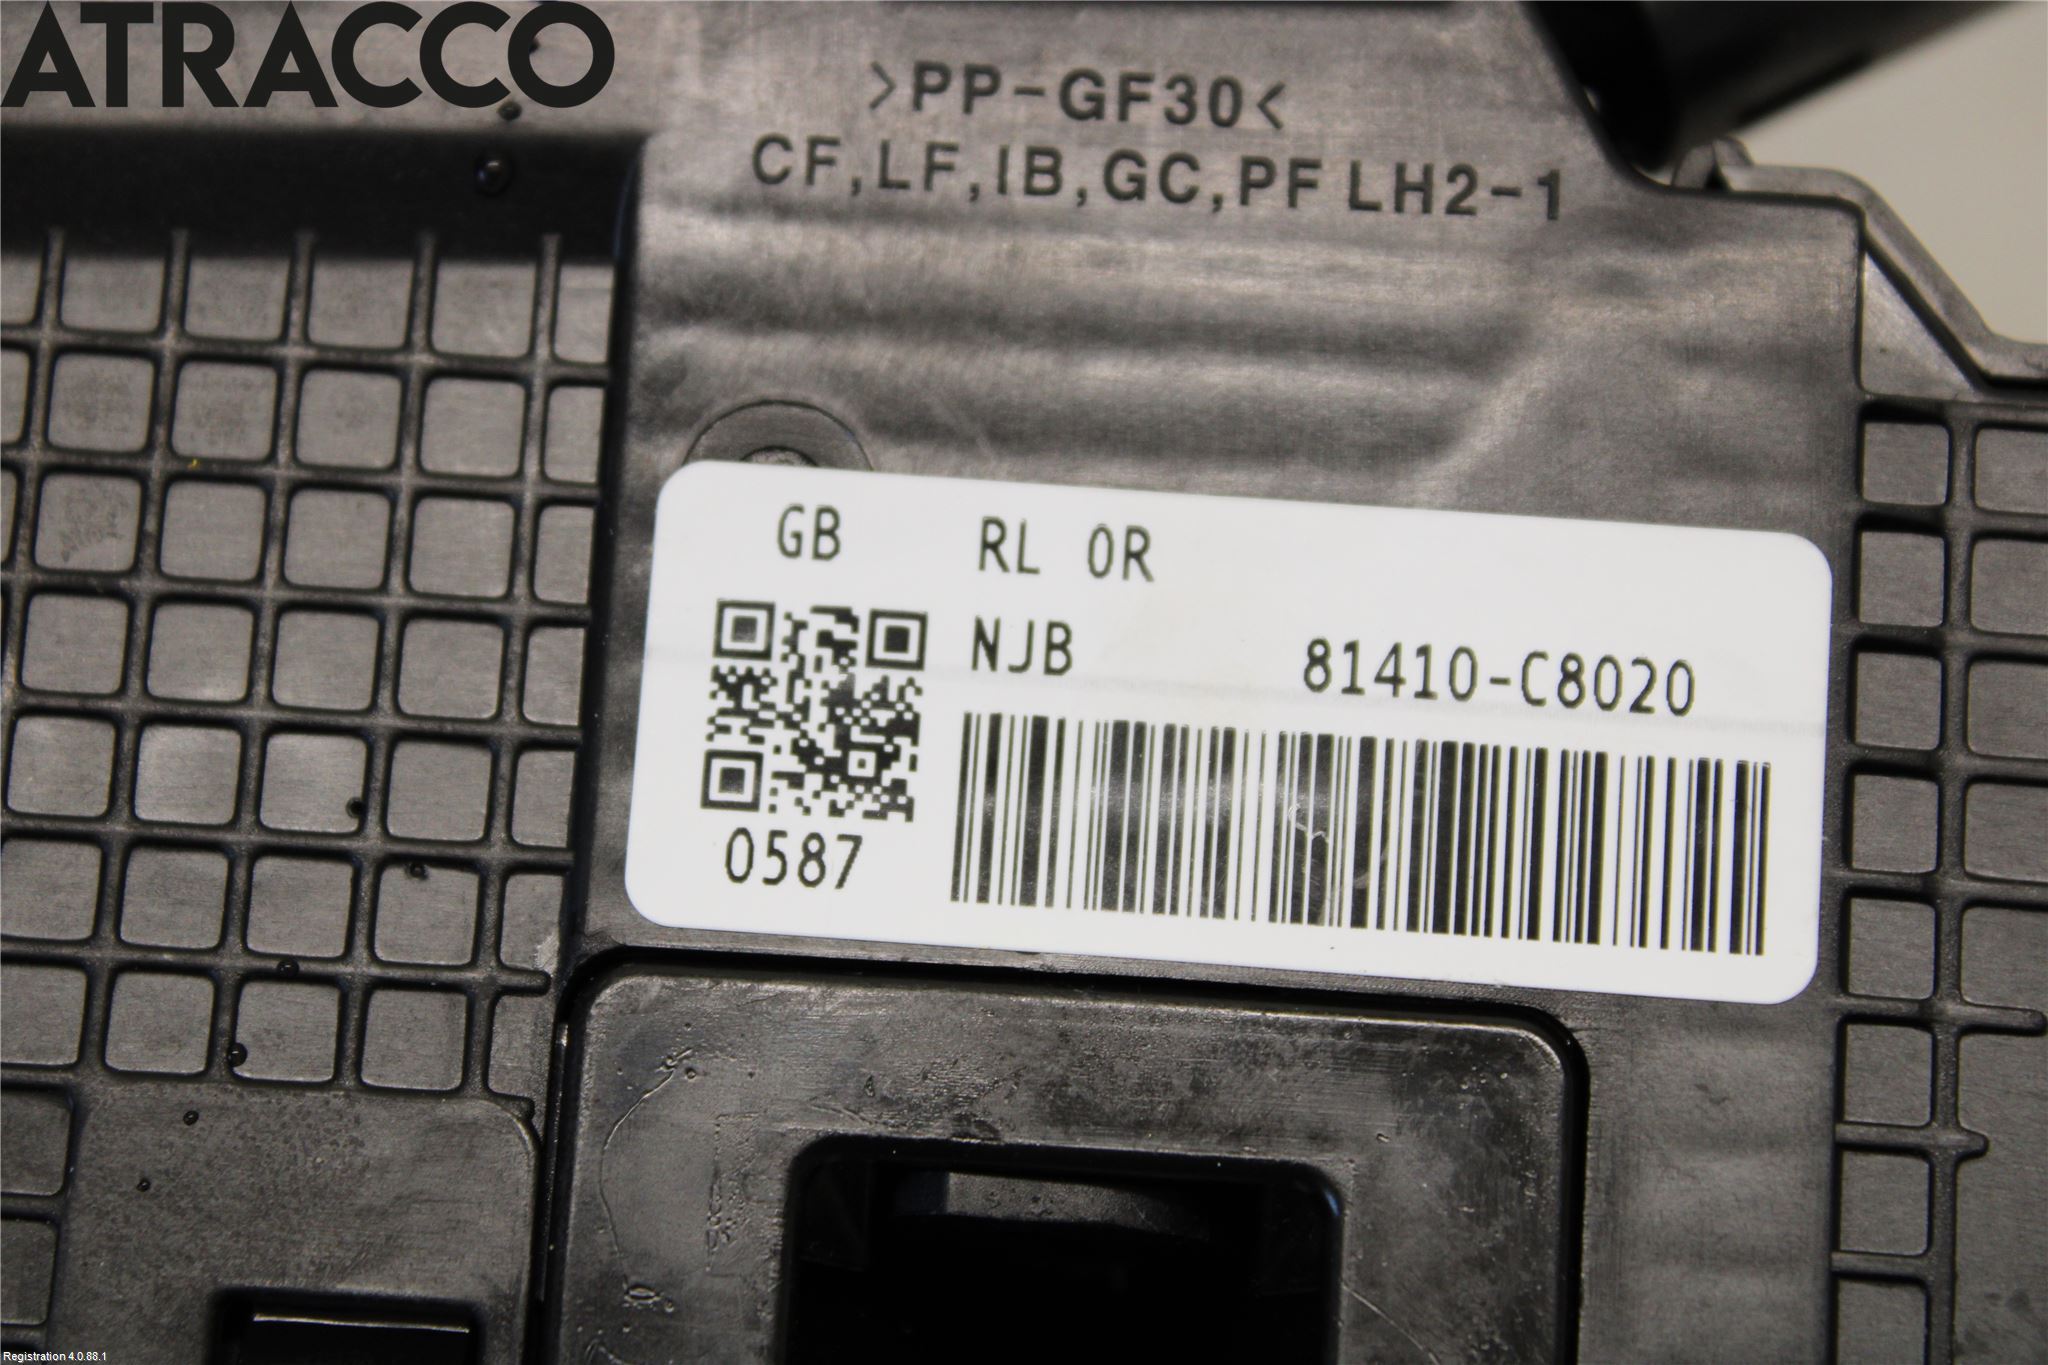 ATRACCO
>PP-GF30<
CF,LF,IB,GC,PF LH2-1
GB RL 0R
NJB 81410-C8020
0587
Registration 4.0.88.1